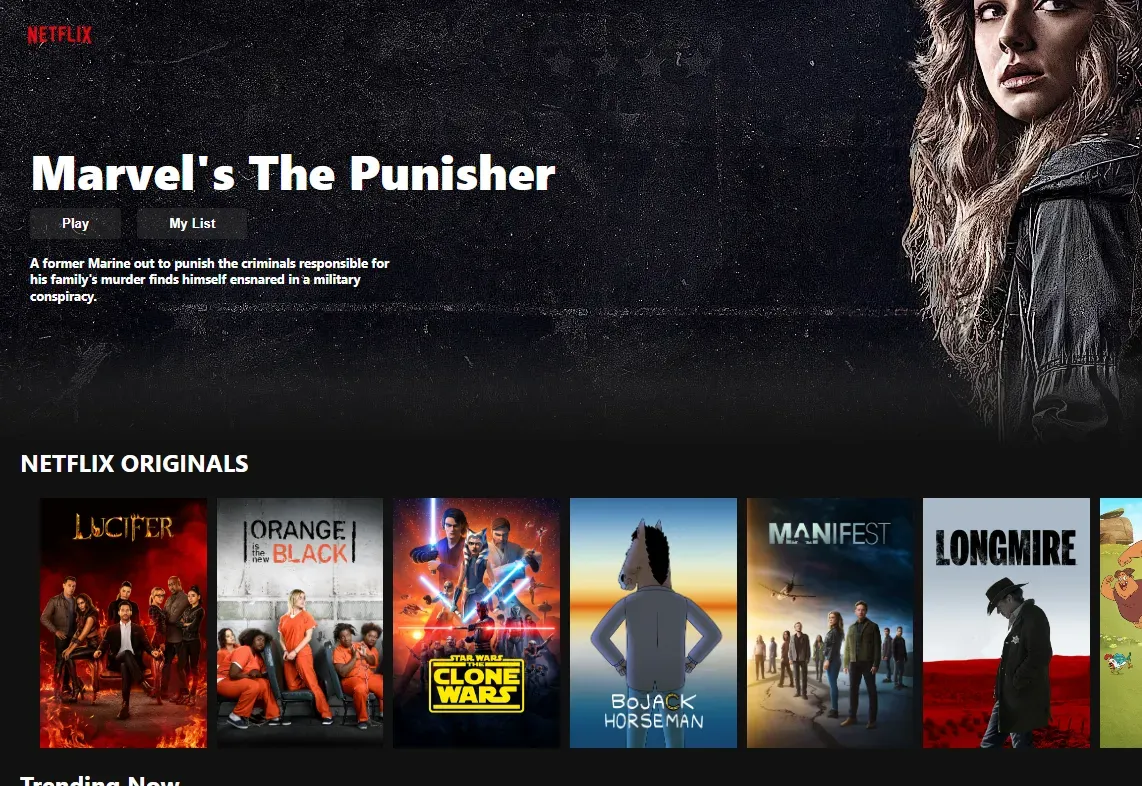 NETFLIX
Marvel's The Punisher
Play
My List
A former Marine out to punish the criminals responsible for
his family's murder finds himself ensnared in a military
conspiracy.
NETFLIX ORIGINALS
LUCIFER
ORANGE
is the new BLACK
STAR WARS
THE
CLONE
WARS
BOJACK
HORSEMAN
MANIFEST
LONGMIRE
Trending Now